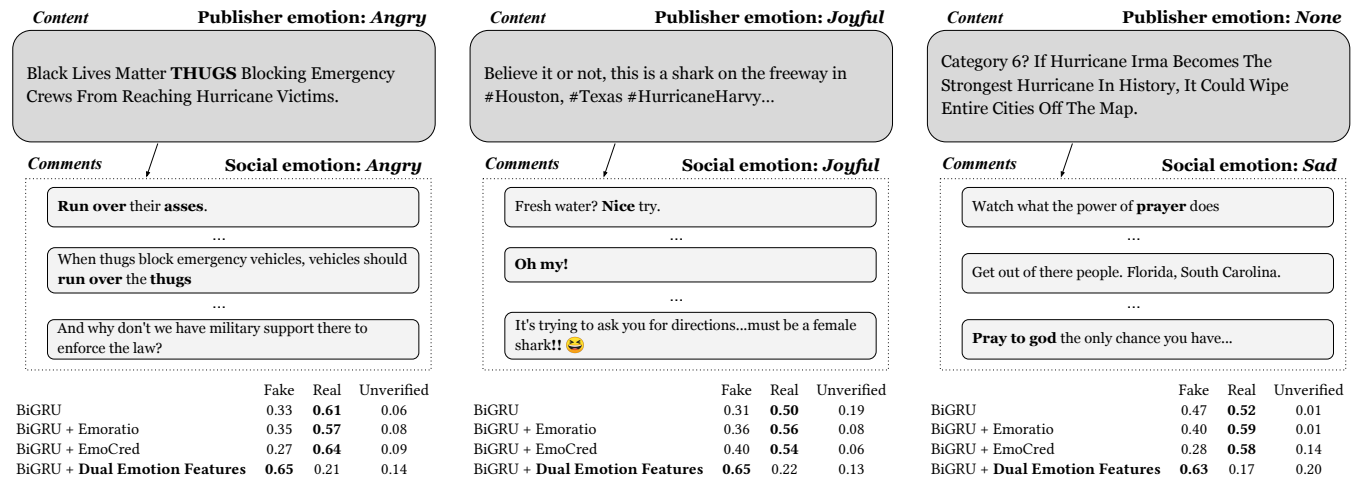 Content Publisher emotion: Angry
Black Lives Matter THUGS Blocking Emergency
Crews From Reaching Hurricane Victims.
Comments Social emotion: Angry
Run over their asses.
...
When thugs block emergency vehicles, vehicles should
run over the thugs
...
And why don't we have military support there to
enforce the law?
Fake Real Unverified
BiGRU 0.33 0.61 0.06
BiGRU + Emoratio 0.35 0.57 0.08
BiGRU + EmoCred 0.27 0.64 0.09
BiGRU + Dual Emotion Features 0.65 0.21 0.14
Content Publisher emotion: Joyful
Believe it or not, this is a shark on the freeway in
#Houston, #Texas #HurricaneHarvy...
Comments Social emotion: Joyful
Fresh water? Nice try.
...
Oh my!
...
It's trying to ask you for directions...must be a female
shark!! 😆
Fake Real Unverified
BiGRU 0.31 0.50 0.19
BiGRU + Emoratio 0.36 0.56 0.08
BiGRU + EmoCred 0.40 0.54 0.06
BiGRU + Dual Emotion Features 0.65 0.22 0.13
Content Publisher emotion: None
Category 6? If Hurricane Irma Becomes The
Strongest Hurricane In History, It Could Wipe
Entire Cities Off The Map.
Comments Social emotion: Sad
Watch what the power of prayer does
...
Get out of there people. Florida, South Carolina.
...
Pray to god the only chance you have...
Fake Real Unverified
BiGRU 0.47 0.52 0.01
BiGRU + Emoratio 0.40 0.59 0.01
BiGRU + EmoCred 0.28 0.58 0.14
BiGRU + Dual Emotion Features 0.63 0.17 0.20